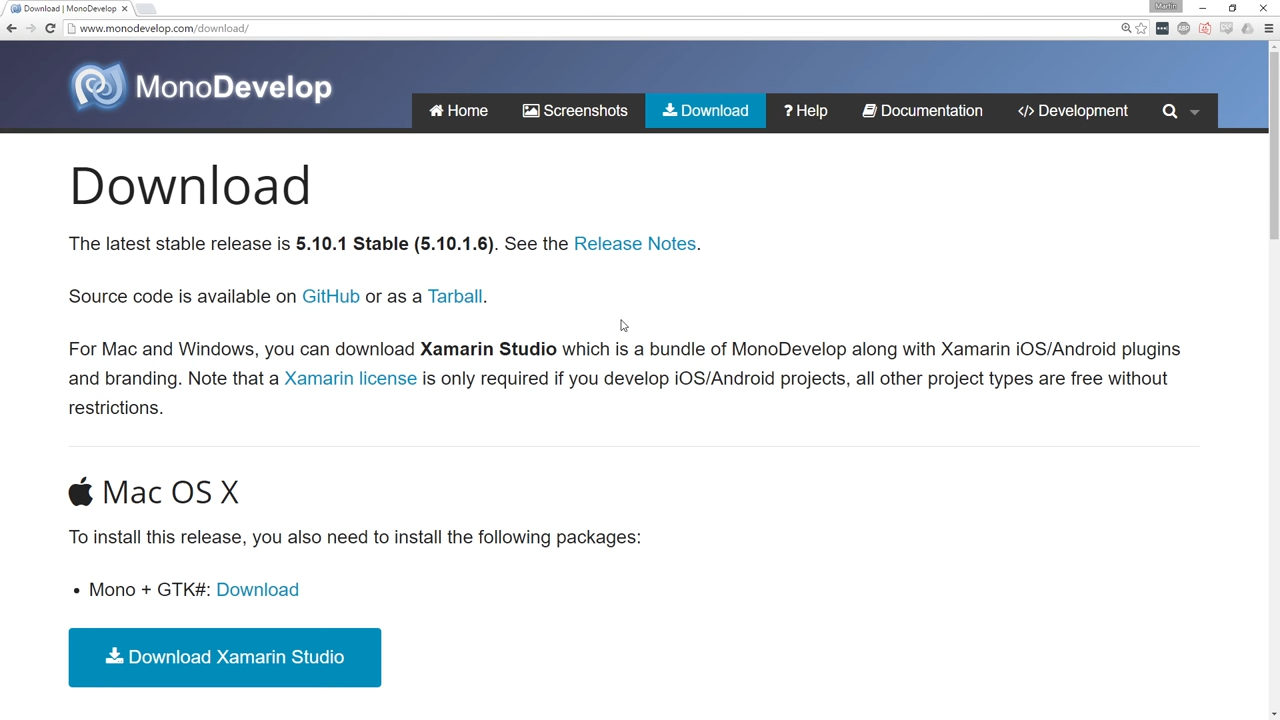 Download | MonoDevelop
Martin
www.monodevelop.com/download/
MonoDevelop
Home
Screenshots
Download
? Help
Documentation
</> Development
Download
The latest stable release is 5.10.1 Stable (5.10.1.6). See the Release Notes.
Source code is available on GitHub or as a Tarball.
For Mac and Windows, you can download Xamarin Studio which is a bundle of MonoDevelop along with Xamarin iOS/Android plugins
and branding. Note that a Xamarin license is only required if you develop iOS/Android projects, all other project types are free without
restrictions.
Mac OS X
To install this release, you also need to install the following packages:
• Mono + GTK#: Download
Download Xamarin Studio